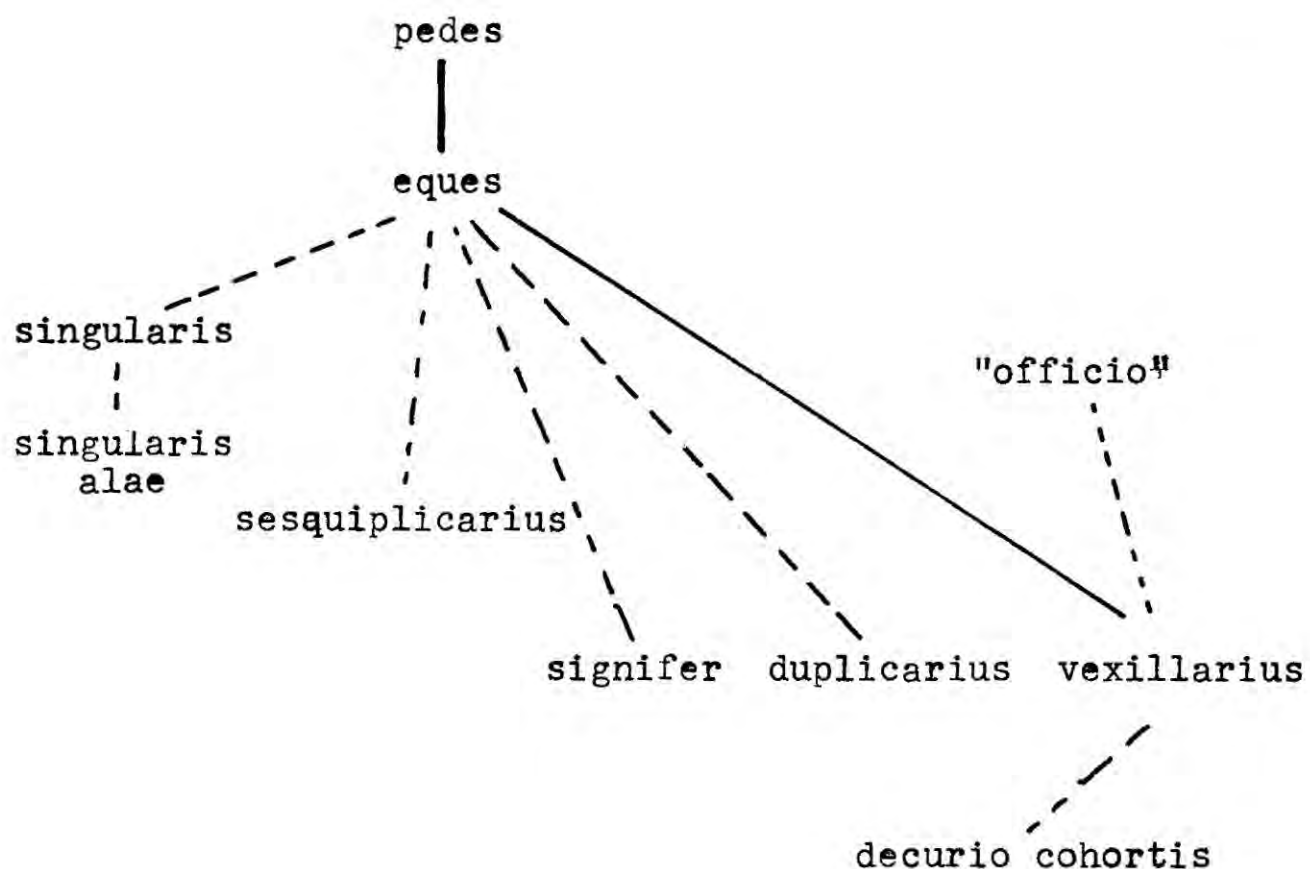 pedes
eques
singularis
"officio"
singularis
alae
sesquiplicarius
signifer duplicarius vexillarius
decurio cohortis